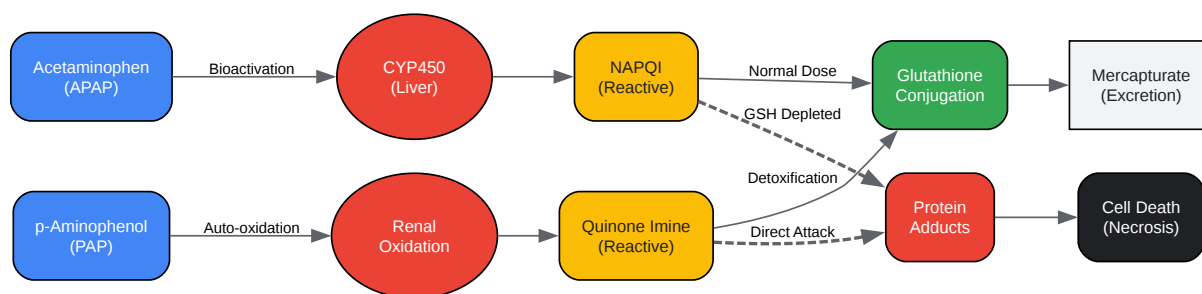 Acetaminophen
(APAP)
Bioactivation
CYP450
(Liver)
NAPQI
(Reactive)
Normal Dose
GSH Depleted
Glutathione
Conjugation
Mercapturate
(Excretion)
p-Aminophenol
(PAP)
Auto-oxidation
Renal
Oxidation
Quinone Imine
(Reactive)
Detoxification
Direct Attack
Protein
Adducts
Cell Death
(Necrosis)